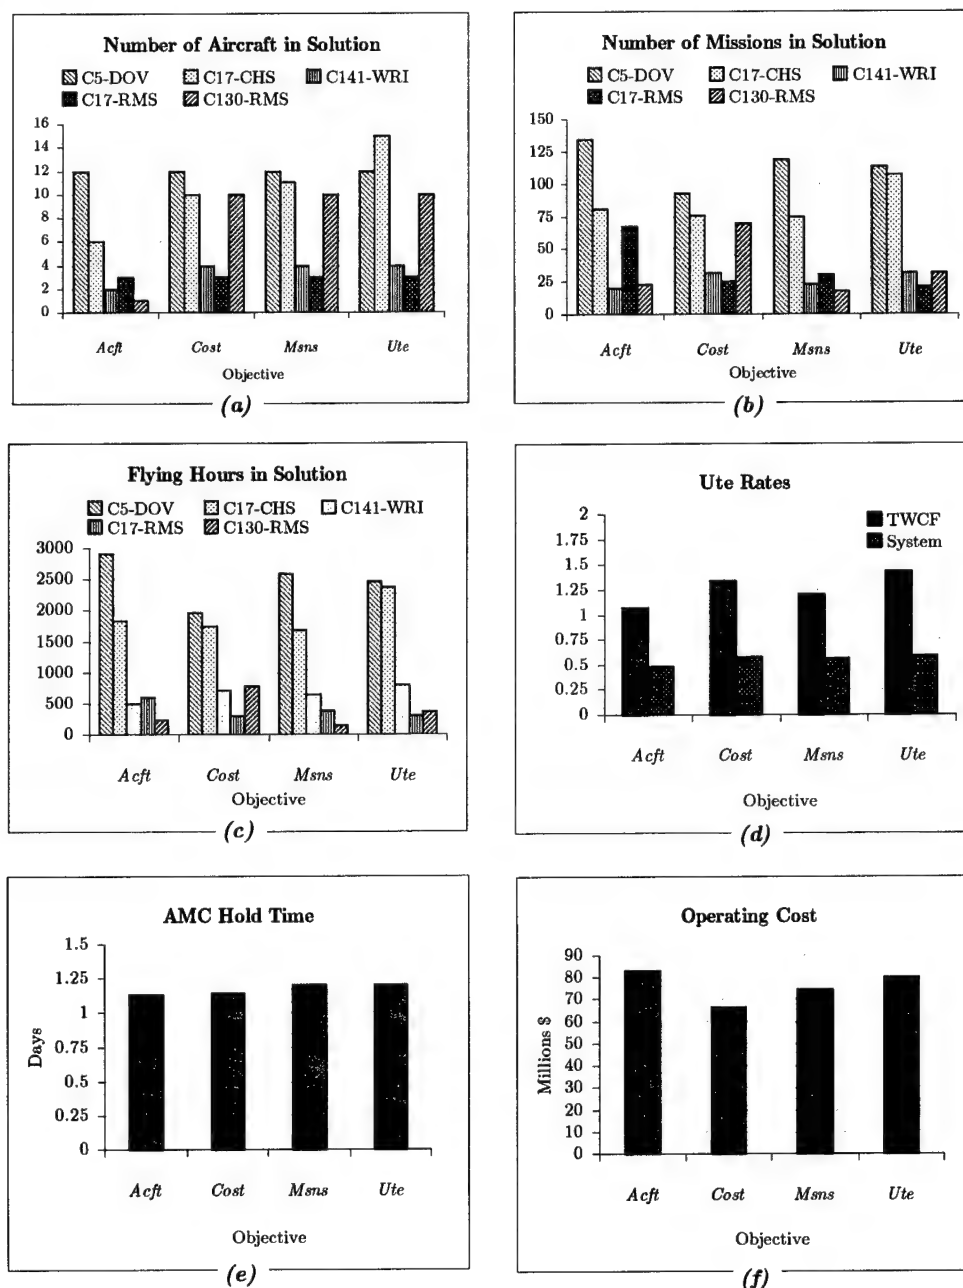 Number of Aircraft in Solution
C5-DOV C17-CHS C141-WRI
C17-RMS C130-RMS
16
14
12
10
8
6
4
2
0
Acft Cost Msns Ute
Objective
(a)
Number of Missions in Solution
C5-DOV C17-CHS C141-WRI
C17-RMS C130-RMS
150
125
100
75
50
25
0
Acft Cost Msns Ute
Objective
(b)
Flying Hours in Solution
C5-DOV C17-CHS C141-WRI
C17-RMS C130-RMS
3000
2500
2000
1500
1000
500
0
Acft Cost Msns Ute
Objective
(c)
Ute Rates
TWCF
System
2
1.75
1.5
1.25
1
0.75
0.5
0.25
0
Acft Cost Msns Ute
Objective
(d)
AMC Hold Time
Days
1.5
1.25
1
0.75
0.5
0.25
0
Acft Cost Msns Ute
Objective
(e)
Operating Cost
Millions $
90
80
70
60
50
40
30
20
10
0
Acft Cost Msns Ute
Objective
(f)